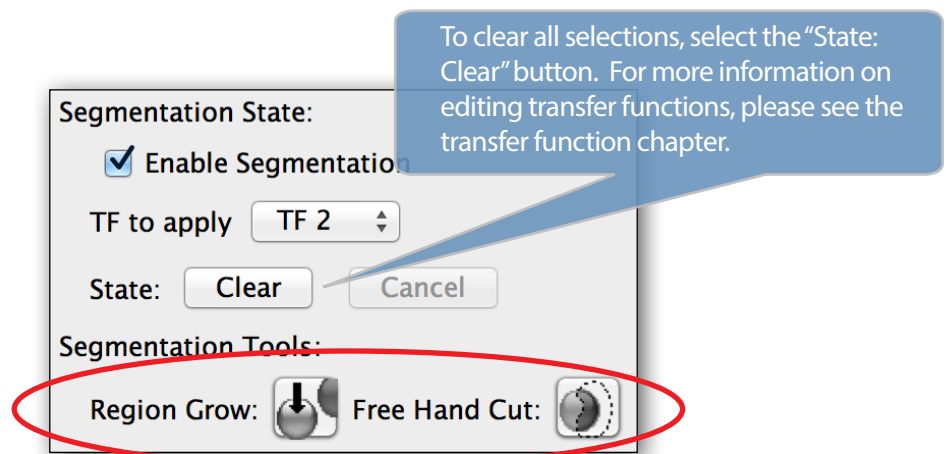 To clear all selections, select the “State:
Clear” button.  For more information on
editing transfer functions, please see the
transfer function chapter.
Segmentation State:
Enable Segmentation
TF to apply TF 2
State: Clear Cancel
Segmentation Tools:
Region Grow: Free Hand Cut: